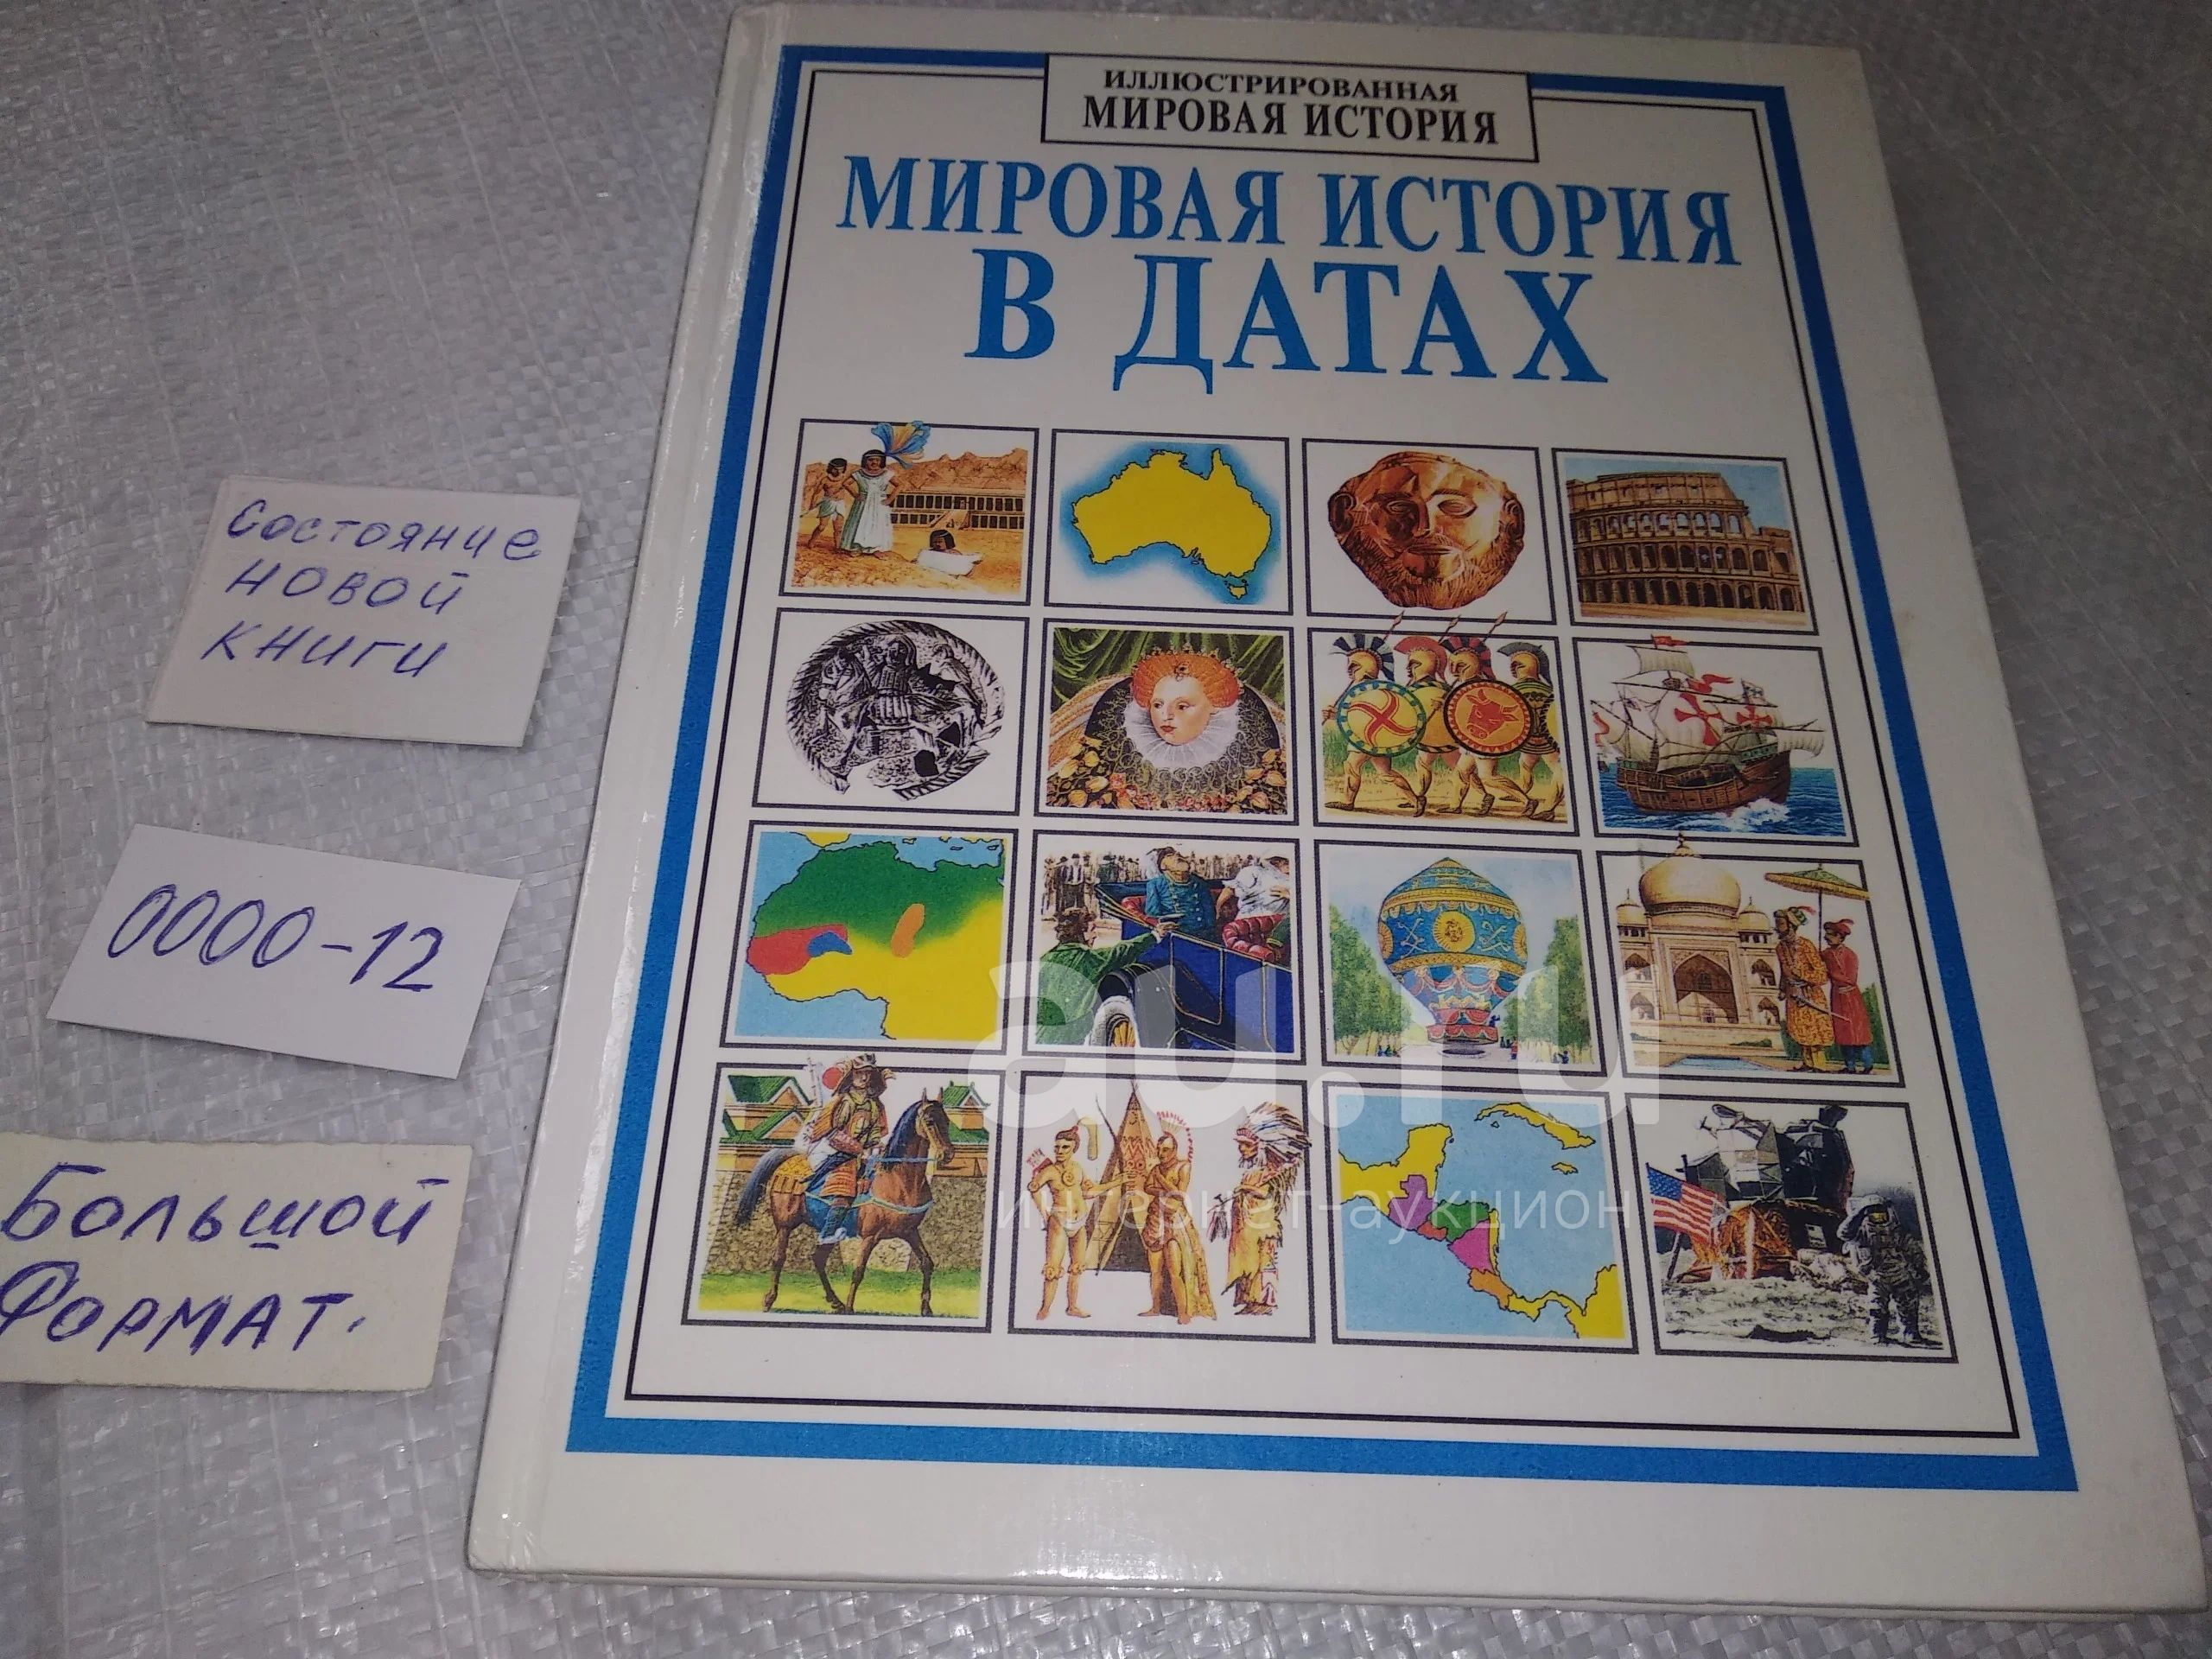 ИЛЛЮСТРИРОВАННАЯ
МИРОВАЯ ИСТОРИЯ
МИРОВАЯ ИСТОРИЯ
В ДАТАХ
Состояние
новой
книги
0000-12
Большой
Формат.
au.ru
интернет-аукцион